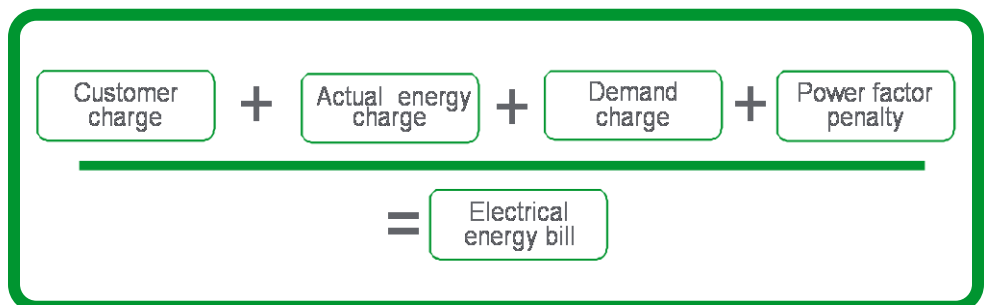 Customer charge + Actual energy charge + Demand charge + Power factor penalty
= Electrical energy bill